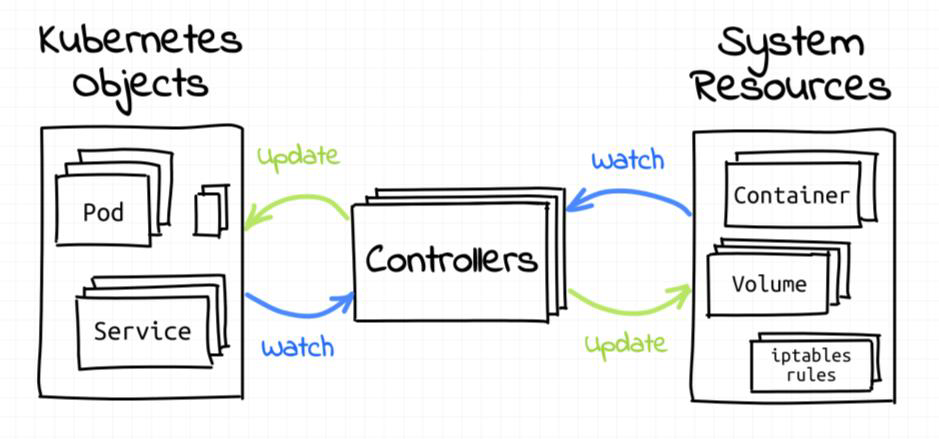 Kubernetes
Objects
System
Resources
update
watch
Pod
Container
Controllers
Volume
Service
watch
update
iptables
rules